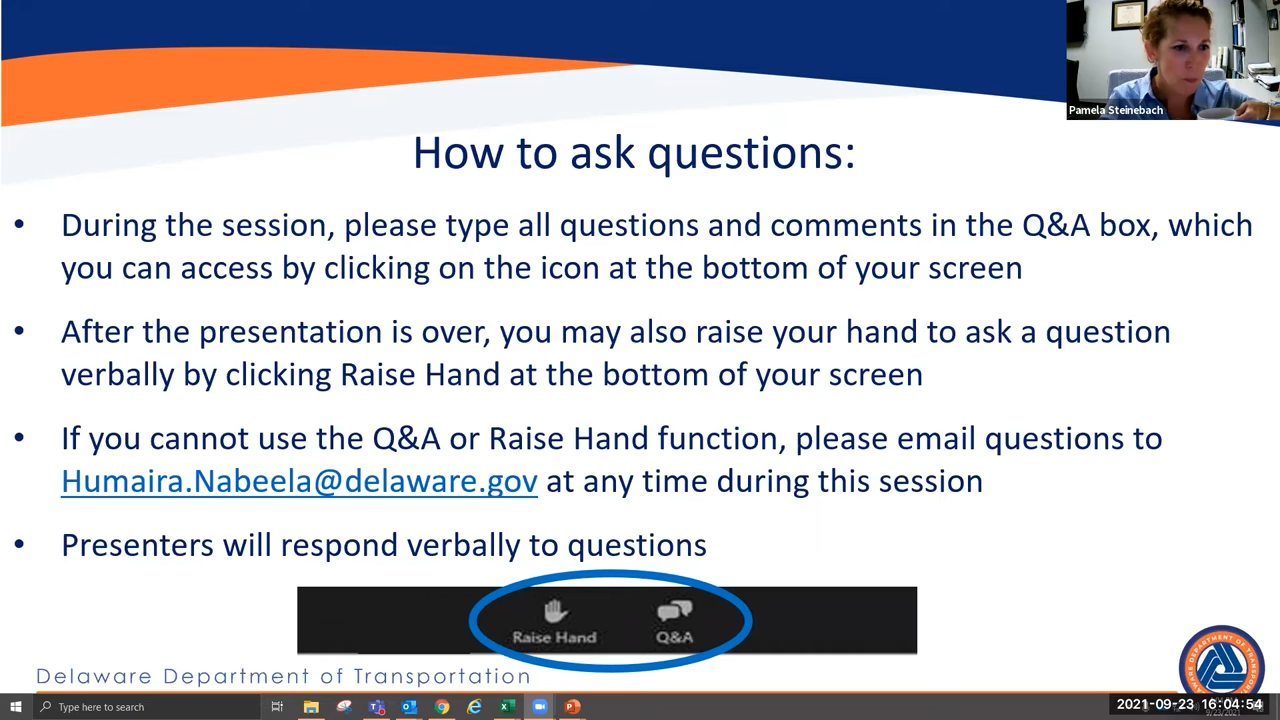 Pamela Steinebach
How to ask questions:
• During the session, please type all questions and comments in the Q&A box, which
you can access by clicking on the icon at the bottom of your screen
• After the presentation is over, you may also raise your hand to ask a question
verbally by clicking Raise Hand at the bottom of your screen
• If you cannot use the Q&A or Raise Hand function, please email questions to
Humaira.Nabeela@delaware.gov at any time during this session
• Presenters will respond verbally to questions
Raise Hand Q&A
Delaware Department of Transportation
Type here to search
2021-09-23 16:04:54